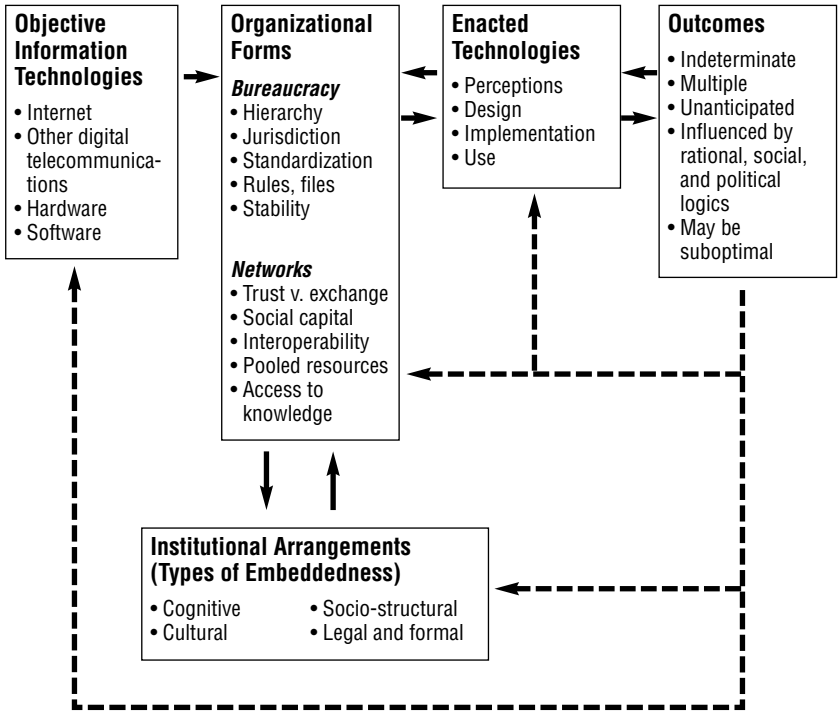 Objective
Information
Technologies
• Internet
• Other digital
telecommunica-
tions
• Hardware
• Software
Organizational
Forms
Bureaucracy
• Hierarchy
• Jurisdiction
• Standardization
• Rules, files
• Stability
Networks
• Trust v. exchange
• Social capital
• Interoperability
• Pooled resources
• Access to
knowledge
Enacted
Technologies
• Perceptions
• Design
• Implementation
• Use
Outcomes
• Indeterminate
• Multiple
• Unanticipated
• Influenced by
rational, social,
and political
logics
• May be
suboptimal
Institutional Arrangements
(Types of Embeddedness)
• Cognitive
• Cultural
• Socio-structural
• Legal and formal